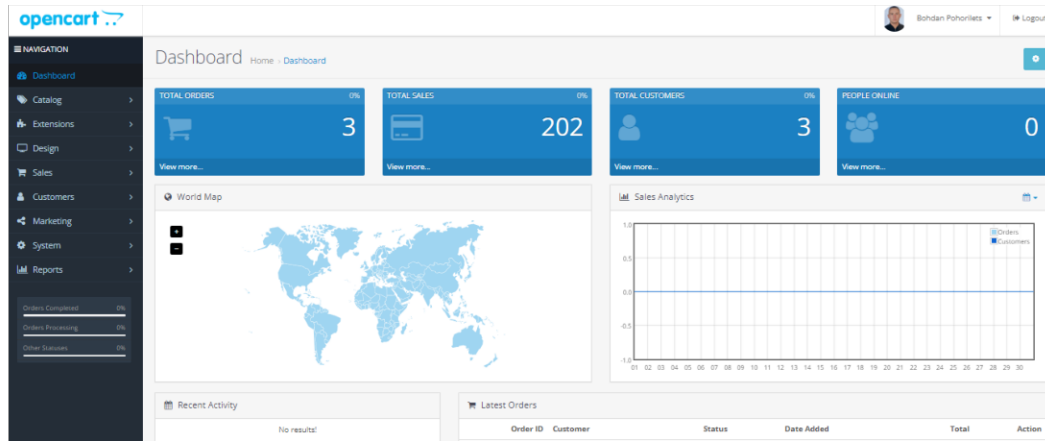 opencart
Bohdan Pohoriliets
Logout
NAVIGATION
Dashboard
Catalog
Extensions
Design
Sales
Customers
Marketing
System
Reports
Orders Completed 0%
Orders Processing 0%
Other Statuses 0%
Dashboard Home › Dashboard
TOTAL ORDERS 0%
3
View more...
TOTAL SALES 0%
202
View more...
TOTAL CUSTOMERS 0%
3
View more...
PEOPLE ONLINE
0
View more...
World Map
+
-
Sales Analytics
Orders
Customers
1.0
0.5
0.0
-0.5
-1.0
01 02 03 04 05 06 07 08 09 10 11 12 13 14 15 16 17 18 19 20 21 22 23 24 25 26 27 28 29 30
Recent Activity
No results!
Latest Orders
Order ID Customer Status Date Added Total Action